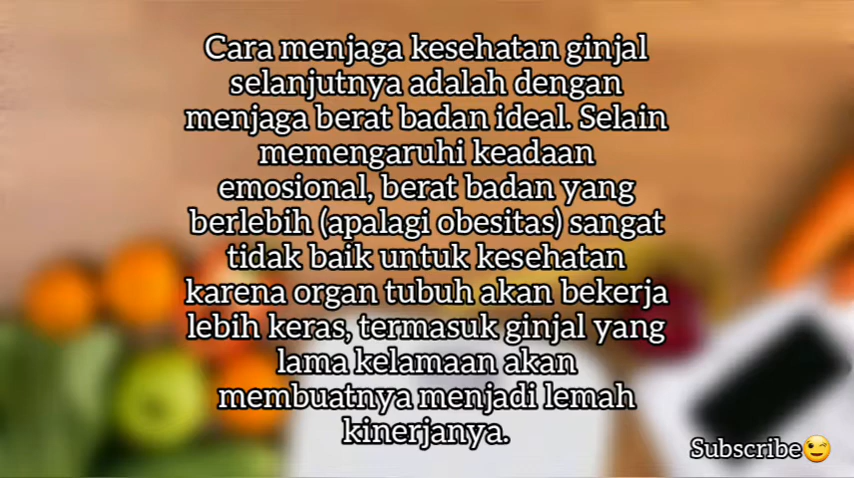 Cara menjaga kesehatan ginjal
selanjutnya adalah dengan
menjaga berat badan ideal. Selain
memengaruhi keadaan
emosional, berat badan yang
berlebih (apalagi obesitas) sangat
tidak baik untuk kesehatan
karena organ tubuh akan bekerja
lebih keras, termasuk ginjal yang
lama kelamaan akan
membuatnya menjadi lemah
kinerjanya.
Subscribe😉